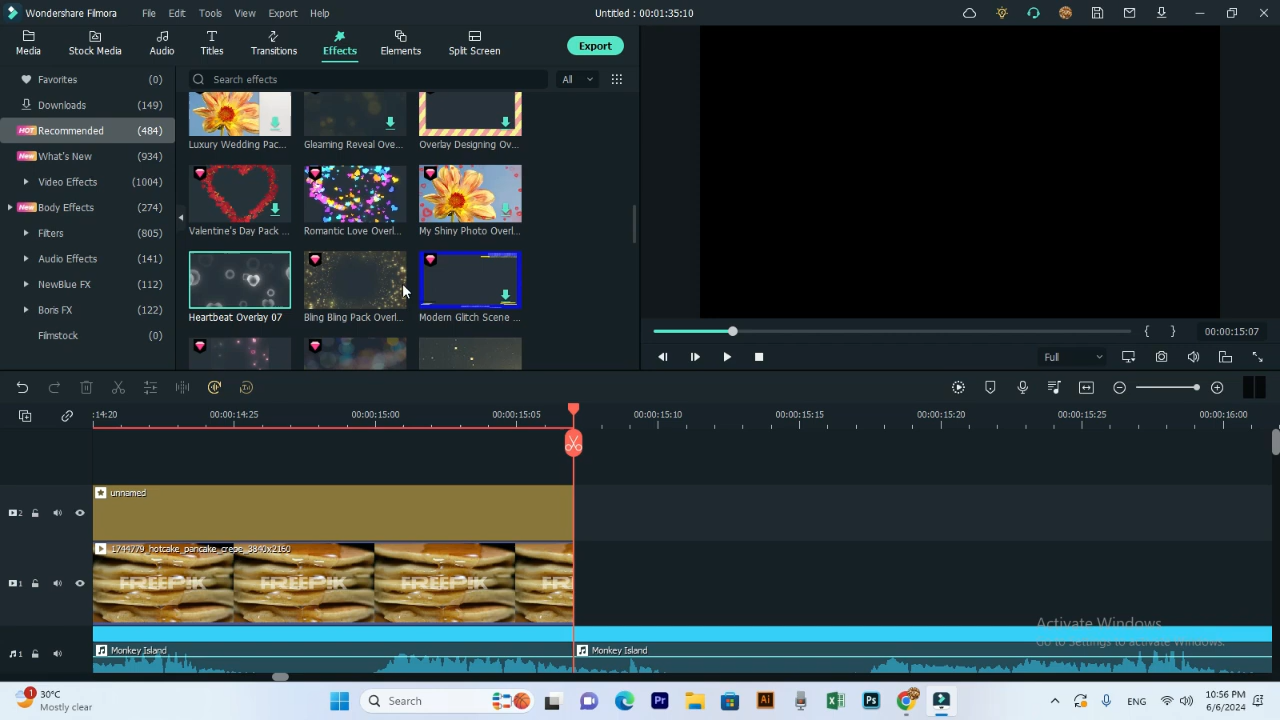 Wondershare Filmora
File
Edit
Tools
View
Export
Help
Untitled : 00:01:35:10
Media
Stock Media
Audio
Titles
Transitions
Effects
Elements
Split Screen
Export
Favorites (0)
Search effects
All
Downloads (149)
HOT Recommended (484)
New What's New (934)
Video Effects (1004)
New Body Effects (274)
Filters (805)
Audio Effects (141)
NewBlue FX (112)
Boris FX (122)
Filmstock (0)
Luxury Wedding Pac...
Gleaming Reveal Ove...
Overlay Designing Ov...
Valentine's Day Pack ...
Romantic Love Overl...
My Shiny Photo Overl...
Heartbeat Overlay 07
Bling Bling Pack Overl...
Modern Glitch Scene ...
00:00:15:07
Full
:14:20
00:00:14:25
00:00:15:00
00:00:15:05
00:00:15:10
00:00:15:15
00:00:15:20
00:00:15:25
00:00:16:00
2
unnamed
1
1744779_hotcake_pancake_crepe_3840x2160
FREEPIK FREEPIK FREEPIK FREE
Activate Windows
Go to Settings to activate Windows.
1
Monkey Island
Monkey Island
1
30°C
Mostly clear
Search
ENG
10:56 PM
6/6/2024